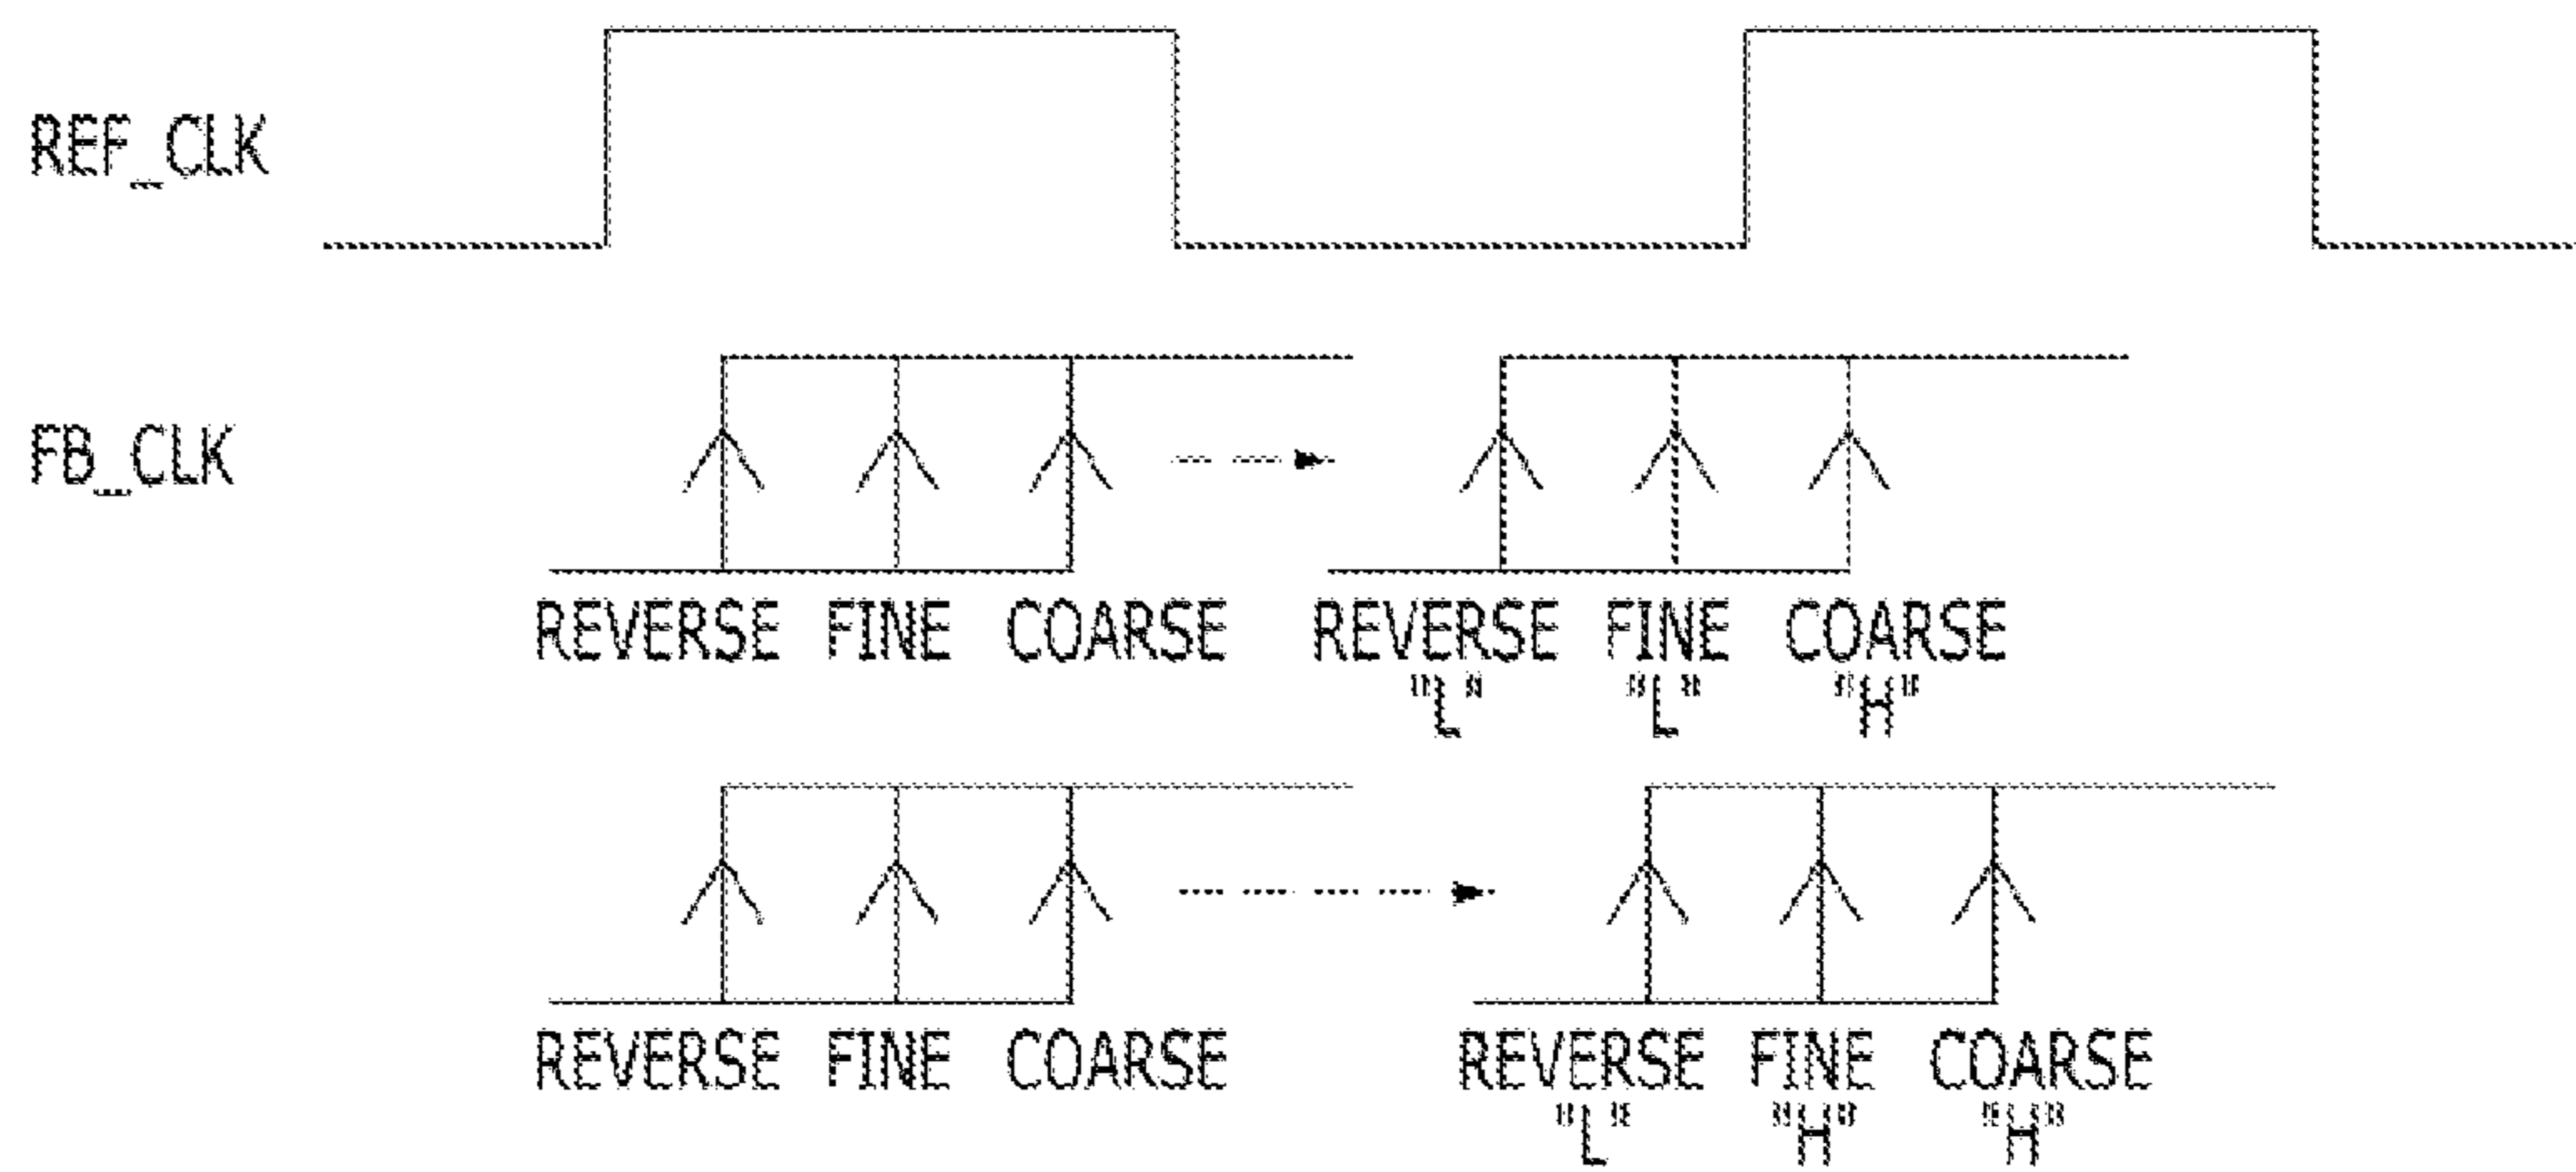 REF_CLK
FB_CLK
REVERSE FINE COARSE REVERSE FINE COARSE
"L" "L" "H"
REVERSE FINE COARSE REVERSE FINE COARSE
"L" "H" "H"